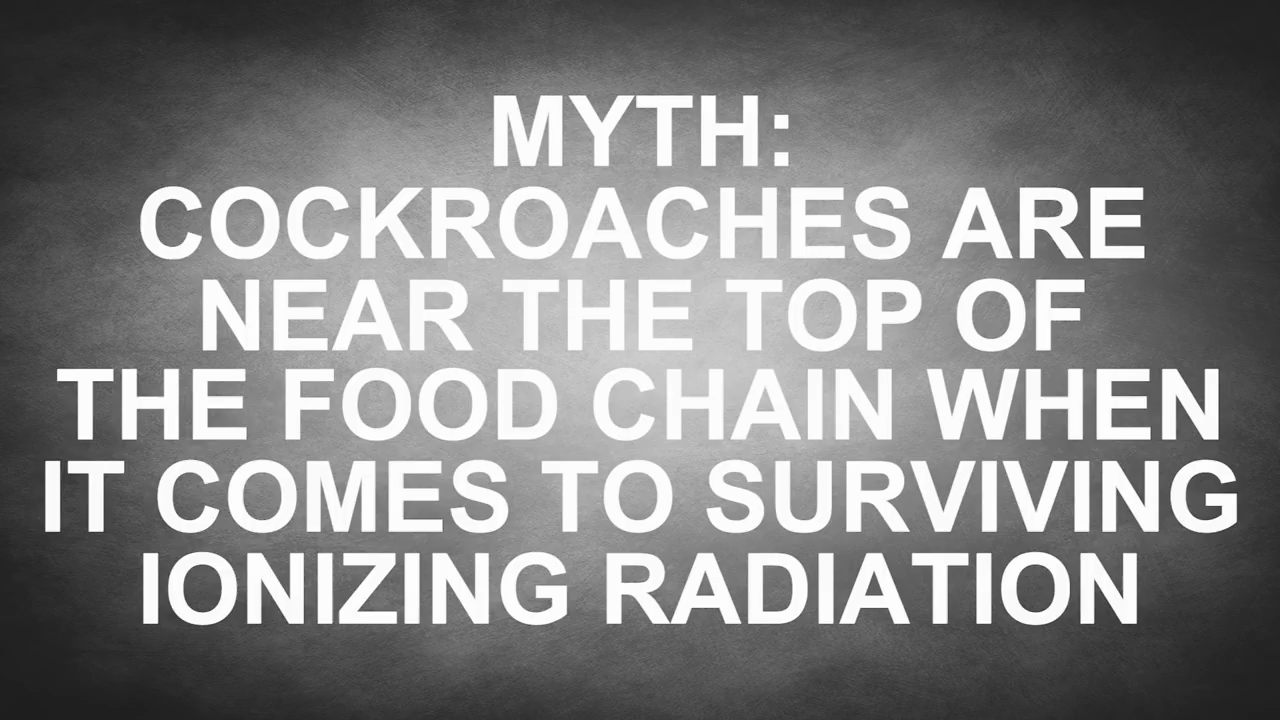 MYTH:
COCKROACHES ARE
NEAR THE TOP OF
THE FOOD CHAIN WHEN
IT COMES TO SURVIVING
IONIZING RADIATION